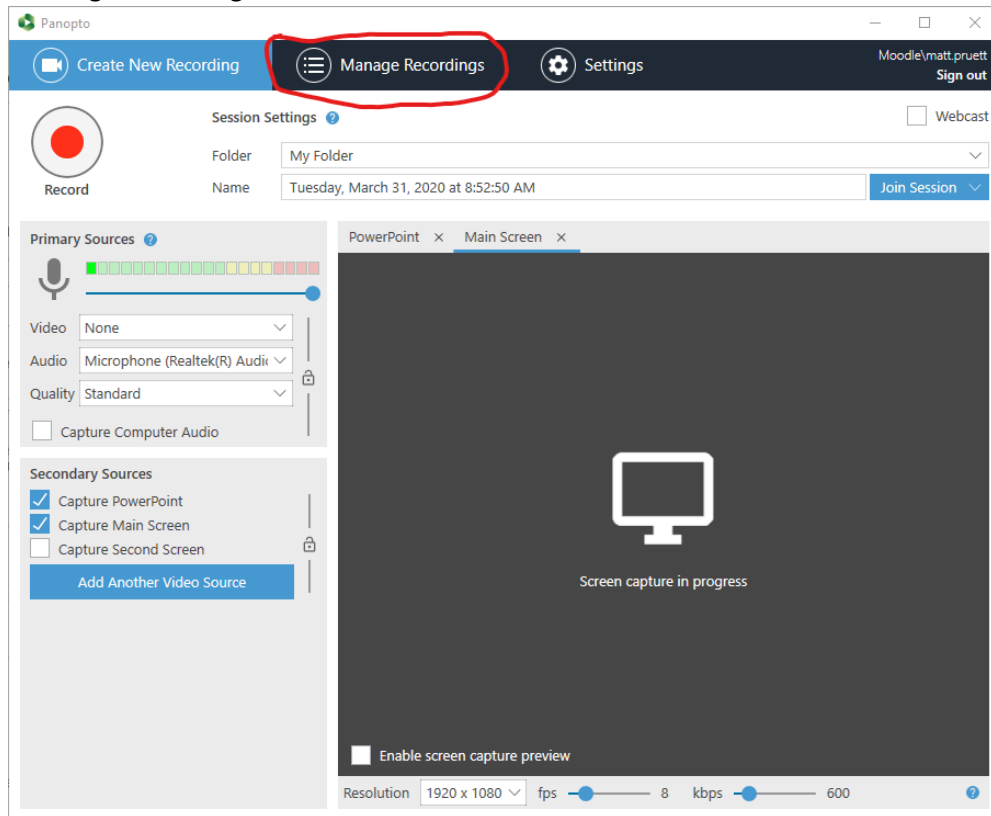 Panopto
Create New Recording Manage Recordings Settings Moodle\matt.pruett
Sign out
Session Settings ? Webcast
Folder My Folder
Record Name Tuesday, March 31, 2020 at 8:52:50 AM Join Session
Primary Sources ? PowerPoint × Main Screen ×
Video None
Audio Microphone (Realtek(R) Audic
Quality Standard
Capture Computer Audio
Secondary Sources
Capture PowerPoint
Capture Main Screen
Capture Second Screen
Add Another Video Source
Screen capture in progress
Enable screen capture preview
Resolution 1920 x 1080 fps 8 kbps 600 ?